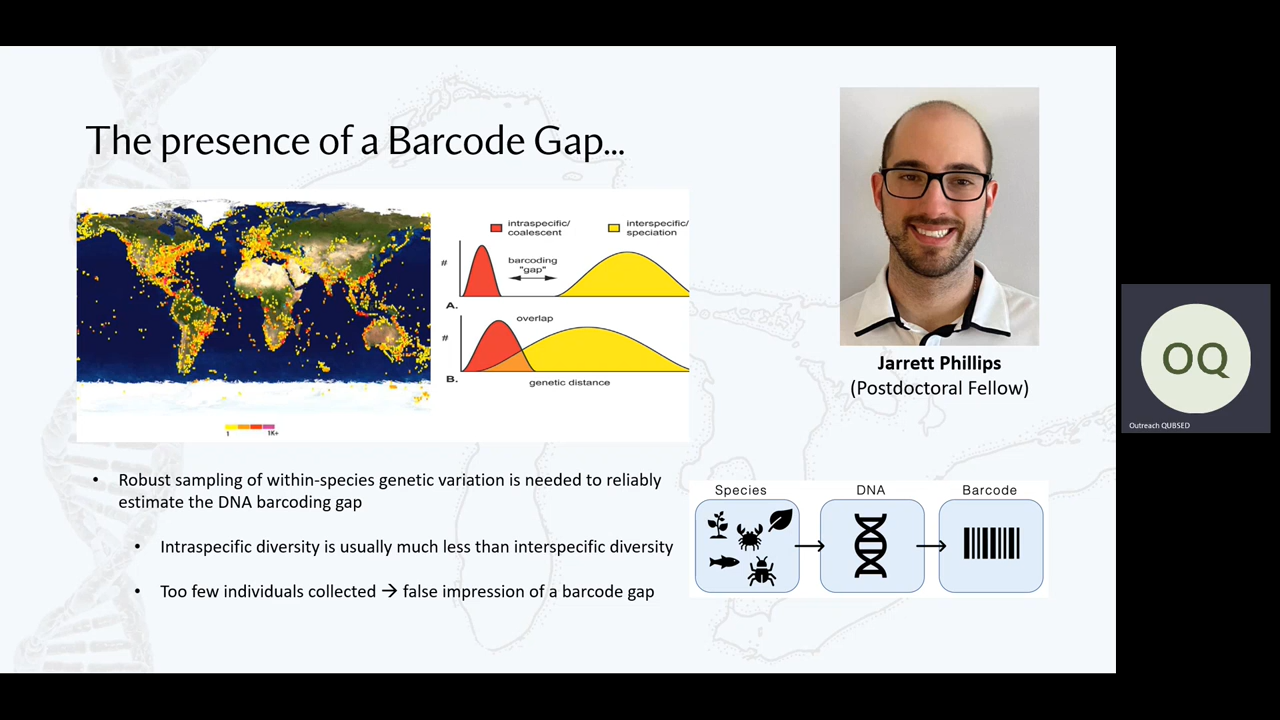 The presence of a Barcode Gap...
intraspecific/
coalescent
interspecific/
speciation
#
barcoding
"gap"
A.
overlap
#
B.
genetic distance
1
1K+
Jarrett Phillips
(Postdoctoral Fellow)
• Robust sampling of within-species genetic variation is needed to reliably
estimate the DNA barcoding gap
• Intraspecific diversity is usually much less than interspecific diversity
• Too few individuals collected → false impression of a barcode gap
Species
DNA
Barcode
OQ
Outreach QUBSED